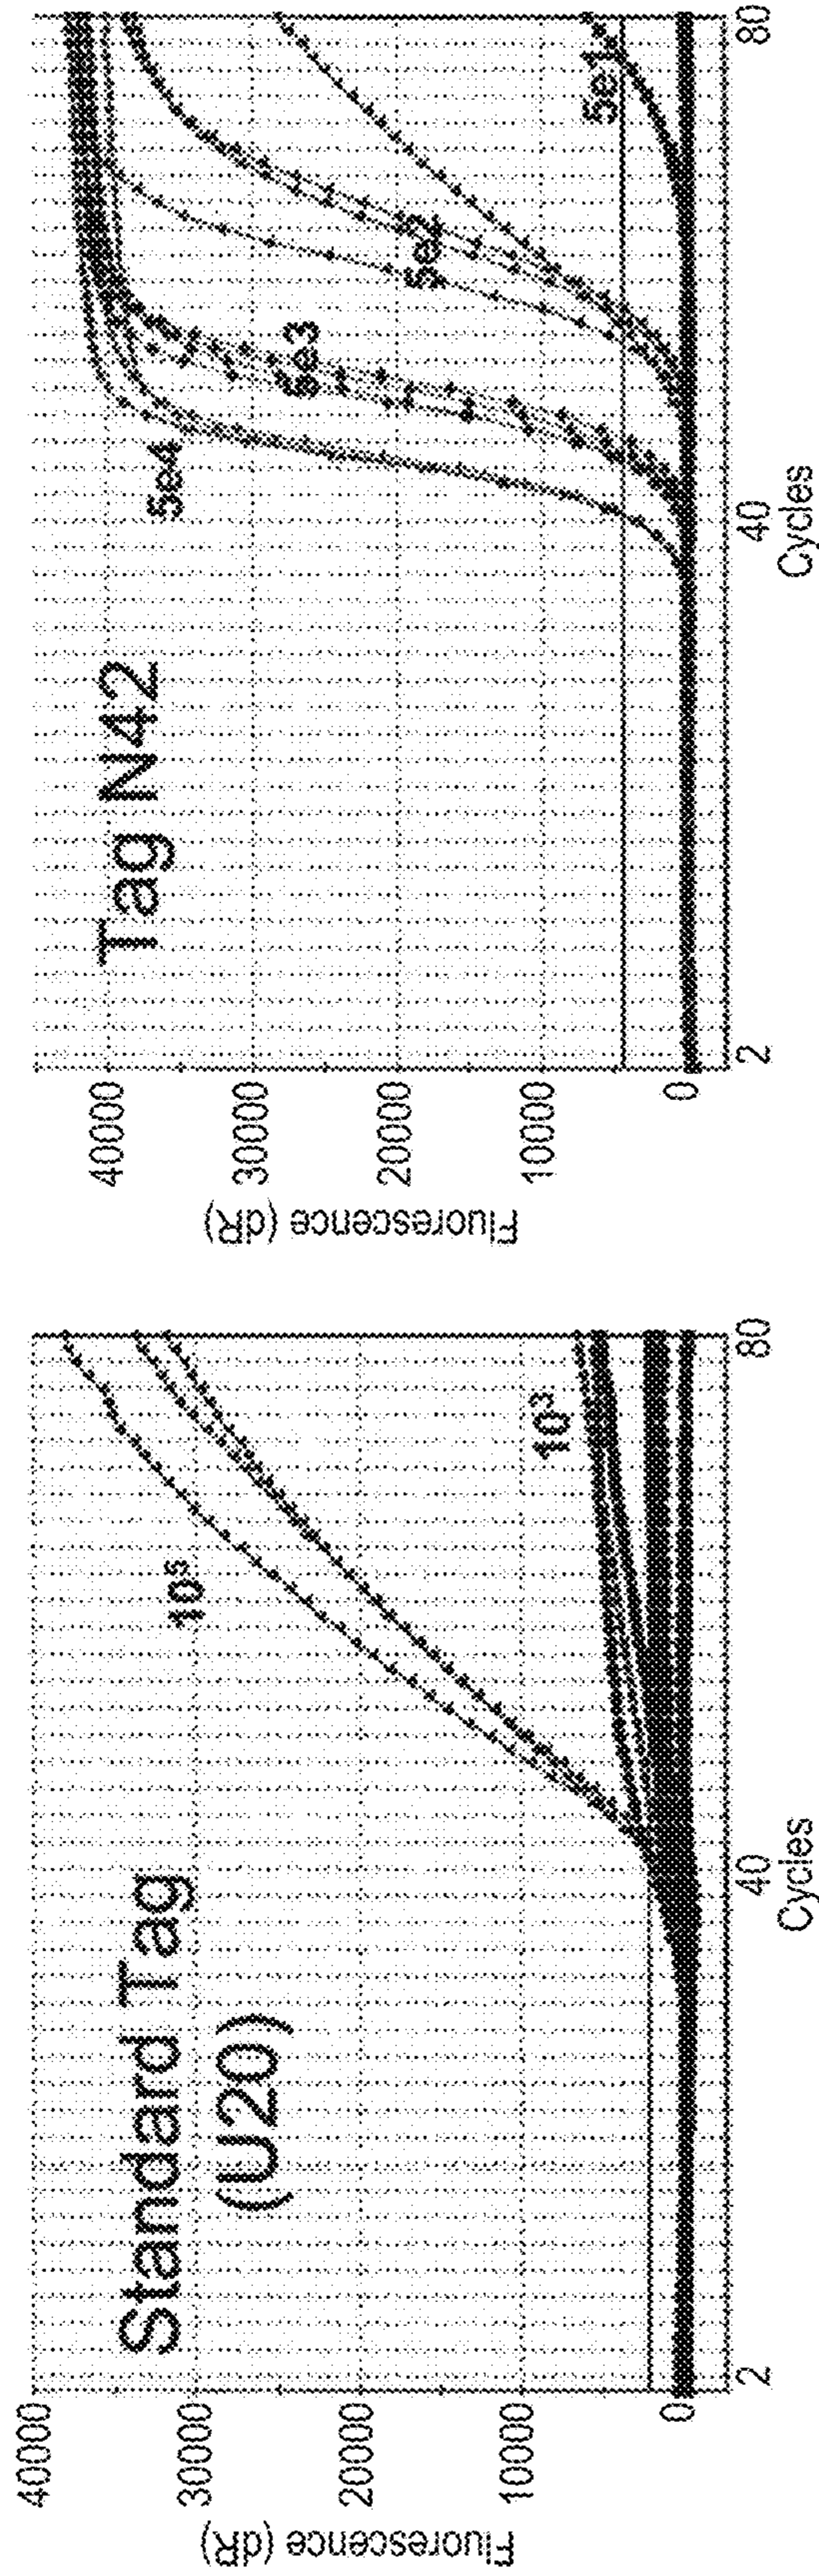 Standard Tag
(U20)
Fluorescence (dR)
40000
30000
20000
10000
0
10⁵
10³
2
40
80
Cycles
Tag N42
Fluorescence (dR)
40000
30000
20000
10000
0
5e4
5e3
5e2
5e1
2
40
80
Cycles